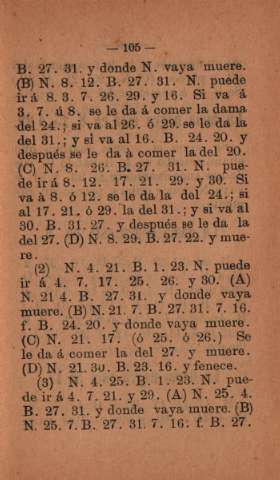 — 105 —
B. 27. 31. y donde N. vaya muere.
(B) N. 8. 12. B. 27. 31. N. puede
ir á 8. 3. 7. 26. 29. y 16. Si va á
3. 7. ú 8. se le da á comer la dama
del 24.; si va al 26. ó 29. se le da la
del 31.; y si va al 16. B. 24. 20. y
después se le da à comer la del 20.
(C) N. 8. 26. B. 27. 31. N. pue-
de ir á 8. 12. 17. 21. 29. y 30. Si
va à 8. ó 12. se le da la del 24.; si
al 17. 21. ó 29. la del 31.; y si va al
30. B. 31. 27. y después se le da la
del 27. (D) N. 8. 29. B. 27. 22. y mue-
re.
(2) N. 4. 21. B. 1. 23. N. puede
ir á 4. 7. 17. 25. 26. y 30. (A)
N. 21 4. B. 27. 31. y donde vaya
muere. (B) N. 21. 7. B. 27. 31. 7. 16.
f. B. 24. 20. y donde vaya muere.
(C) N. 21. 17. (ó 25. ó 26.) Se
le da á comer la del 27. y muere.
(D) N. 21. 30. B. 23. 16. y fenece.
(3) N. 4. 25. B. 1. 23. N. pue-
de ir á 4. 7. 21. y 29. (A) N. 25. 4.
B. 27. 31. y donde vaya muere. (B)
N. 25. 7. B. 27. 31. 7. 16. f. B. 27.